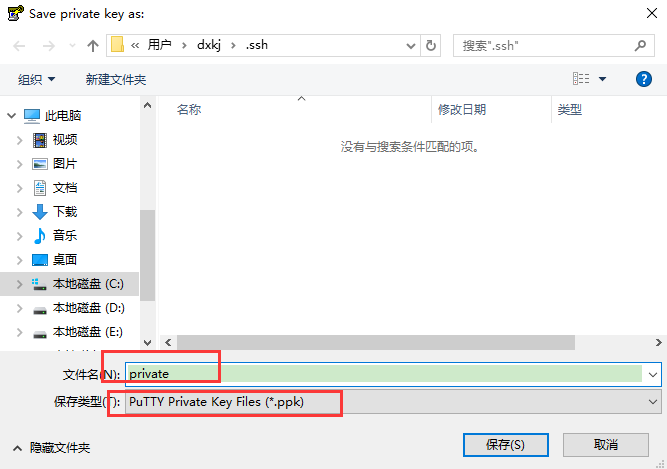 Save private key as:
« 用户 › dxkj › .ssh
搜索".ssh"
组织 新建文件夹
名称 修改日期 类型
没有与搜索条件匹配的项。
此电脑
视频
图片
文档
下载
音乐
桌面
本地磁盘 (C:)
本地磁盘 (D:)
本地磁盘 (E:)
文件名(N): private
保存类型(T): PuTTY Private Key Files (*.ppk)
隐藏文件夹 保存(S) 取消